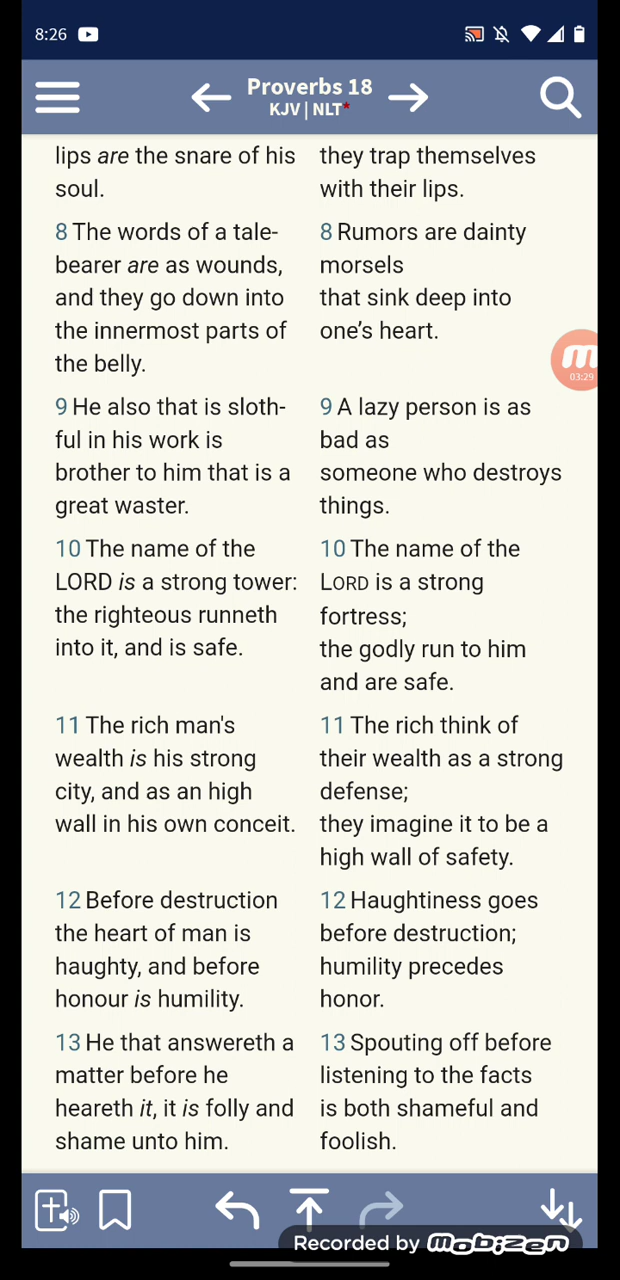 8:26
Proverbs 18
KJV | NLT*
lips are the snare of his
soul.
8 The words of a tale-
bearer are as wounds,
and they go down into
the innermost parts of
the belly.
9 He also that is sloth-
ful in his work is
brother to him that is a
great waster.
10 The name of the
LORD is a strong tower:
the righteous runneth
into it, and is safe.
11 The rich man's
wealth is his strong
city, and as an high
wall in his own conceit.
12 Before destruction
the heart of man is
haughty, and before
honour is humility.
13 He that answereth a
matter before he
heareth it, it is folly and
shame unto him.
they trap themselves
with their lips.
8 Rumors are dainty
morsels
that sink deep into
one’s heart.
9 A lazy person is as
bad as
someone who destroys
things.
10 The name of the
LORD is a strong
fortress;
the godly run to him
and are safe.
11 The rich think of
their wealth as a strong
defense;
they imagine it to be a
high wall of safety.
12 Haughtiness goes
before destruction;
humility precedes
honor.
13 Spouting off before
listening to the facts
is both shameful and
foolish.
m
03:29
Recorded by mobizen